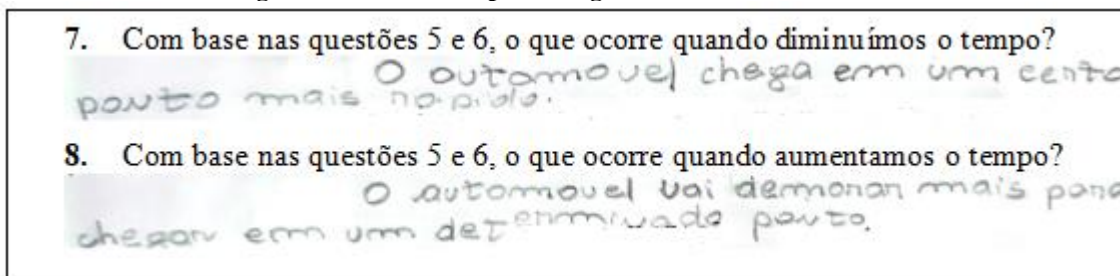 7. Com base nas questões 5 e 6, o que ocorre quando diminuímos o tempo?
O automovel chega em um certo
ponto mais rapido.
8. Com base nas questões 5 e 6, o que ocorre quando aumentamos o tempo?
O automovel vai demorar mais para
chegar em um determinado ponto.